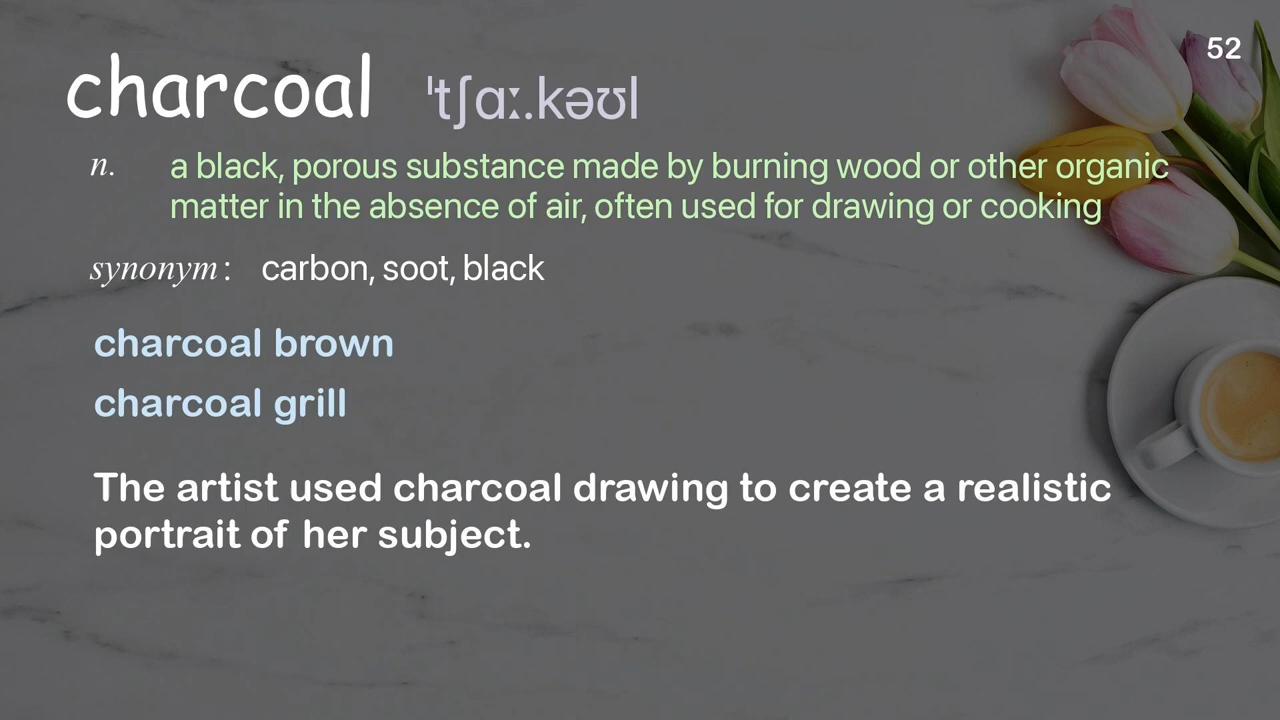 52
charcoal ˈtʃɑː.kəʊl
n. a black, porous substance made by burning wood or other organic
matter in the absence of air, often used for drawing or cooking
synonym: carbon, soot, black
charcoal brown
charcoal grill
The artist used charcoal drawing to create a realistic
portrait of her subject.